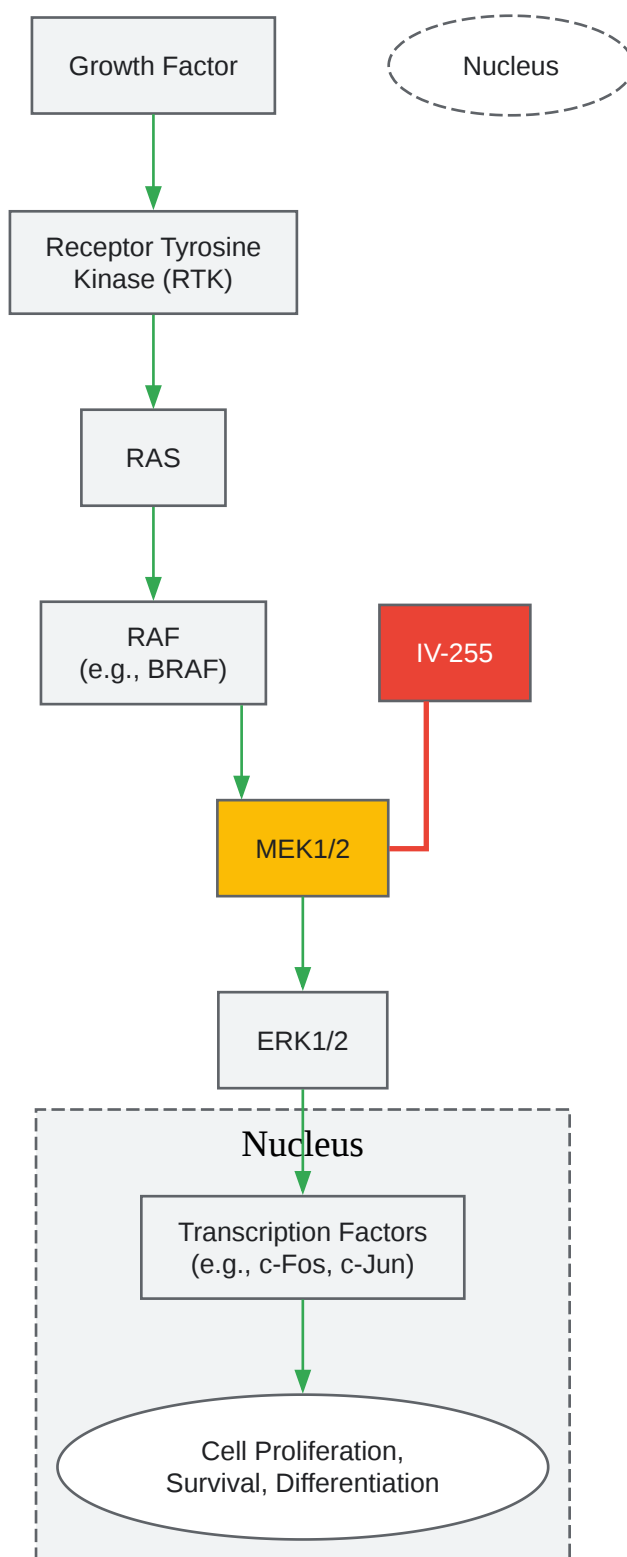 Growth Factor
Nucleus
Receptor Tyrosine
Kinase (RTK)
RAS
RAF
(e.g., BRAF)
IV-255
MEK1/2
ERK1/2
Nucleus
Transcription Factors
(e.g., c-Fos, c-Jun)
Cell Proliferation,
Survival, Differentiation